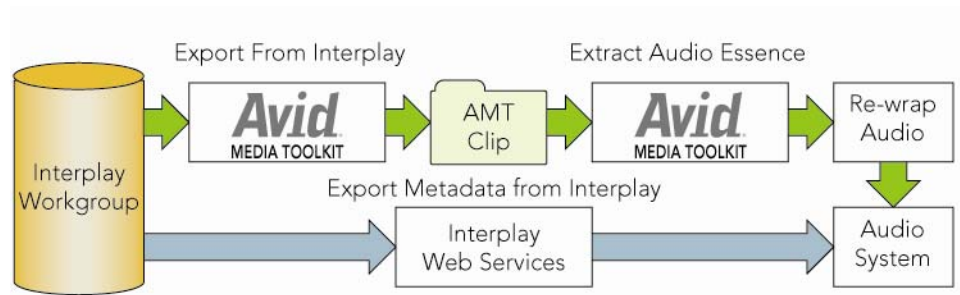 Export From Interplay
Extract Audio Essence
Interplay
Workgroup
Avid
MEDIA TOOLKIT
AMT
Clip
Avid
MEDIA TOOLKIT
Re-wrap
Audio
Export Metadata from Interplay
Interplay
Web Services
Audio
System